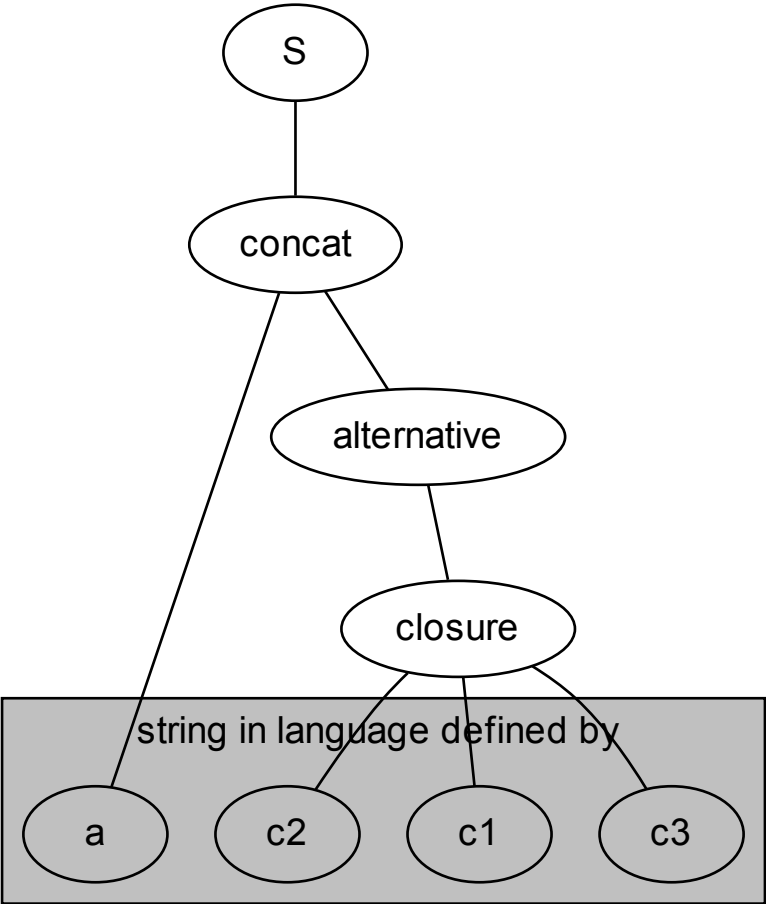 S
concat
alternative
closure
string in language defined by
a c2 c1 c3